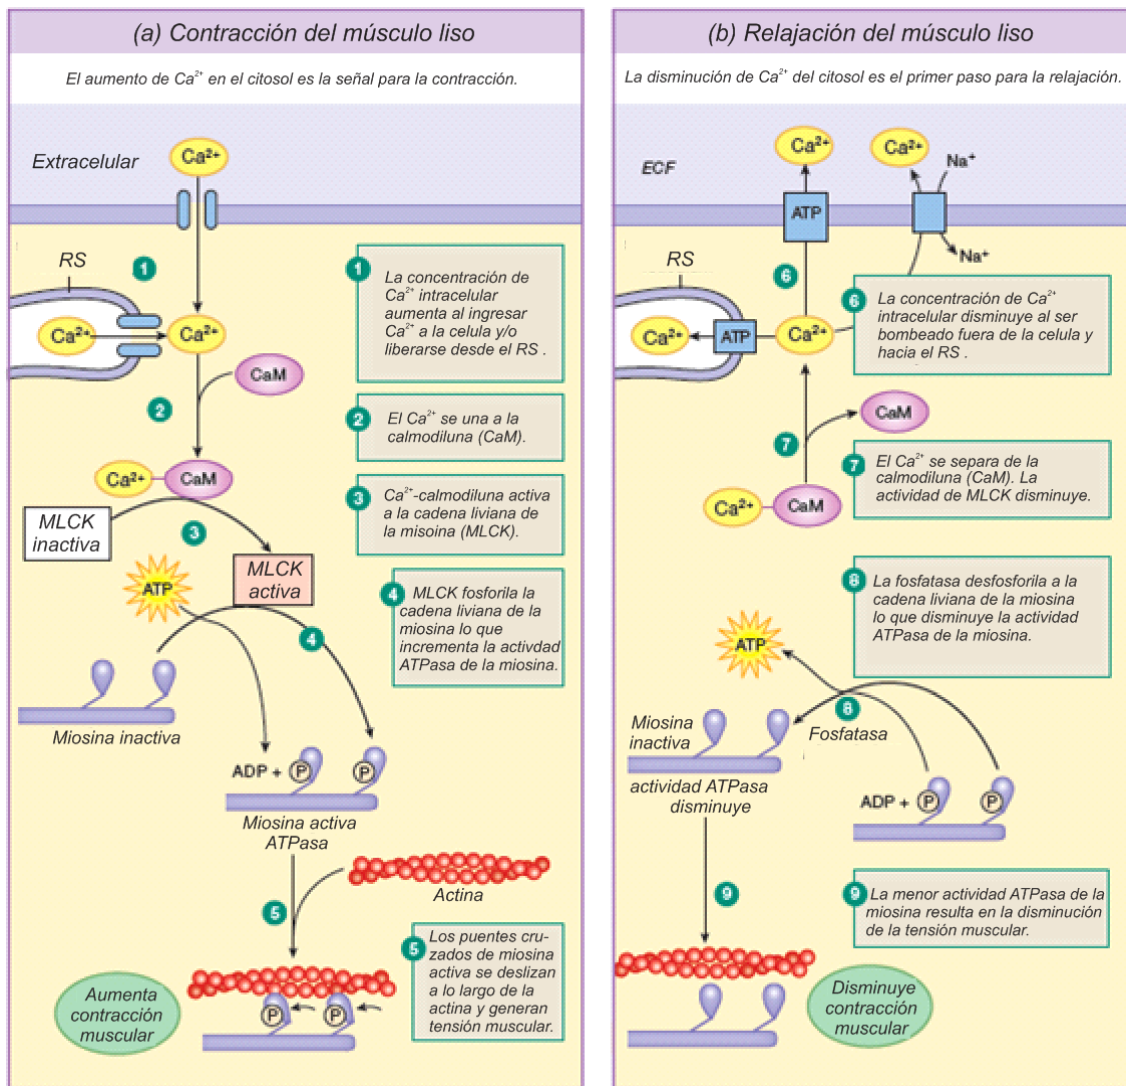 (a) Contracción del músculo liso
El aumento de Ca²⁺ en el citosol es la señal para la contracción.
Extracelular
Ca²⁺
RS
1
Ca²⁺
Ca²⁺
CaM
2
Ca²⁺
CaM
MLCK
inactiva
3
ATP
MLCK
activa
4
Miosina inactiva
ADP +
P
P
Miosina activa
ATPasa
Actina
5
Aumenta
contracción
muscular
P
P
1
La concentración de
Ca²⁺ intracelular
aumenta al ingresar
Ca²⁺ a la celula y/o
liberarse desde el RS .
2
El Ca²⁺ se una a la
calmodiluna (CaM).
3
Ca²⁺-calmodiluna activa
a la cadena liviana de
la misoina (MLCK).
4
MLCK fosforila la
cadena liviana de la
miosina lo que
incrementa la activdad
ATPasa de la miosina.
5
Los puentes cru-
zados de miosina
activa se deslizan
a lo largo de la
actina y generan
tensión muscular.
(b) Relajación del músculo liso
La disminución de Ca²⁺ del citosol es el primer paso para la relajación.
ECF
Ca²⁺
Ca²⁺
Na⁺
ATP
Na⁺
RS
6
Ca²⁺
ATP
Ca²⁺
CaM
7
Ca²⁺
CaM
ATP
8
Fosfatasa
Miosina
inactiva
actividad ATPasa
disminuye
ADP +
P
P
9
Disminuye
contracción
muscular
6
La concentración de Ca²⁺
intracelular disminuye al ser
bombeado fuera de la celula y
hacia el RS .
7
El Ca²⁺ se separa de la
calmodiluna (CaM). La
actividad de MLCK disminuye.
8
La fosfatasa desfosforila a la
cadena liviana de la miosina
lo que disminuye la actividad
ATPasa de la miosina.
9
La menor actividad ATPasa de la
miosina resulta en la disminución
de la tensión muscular.